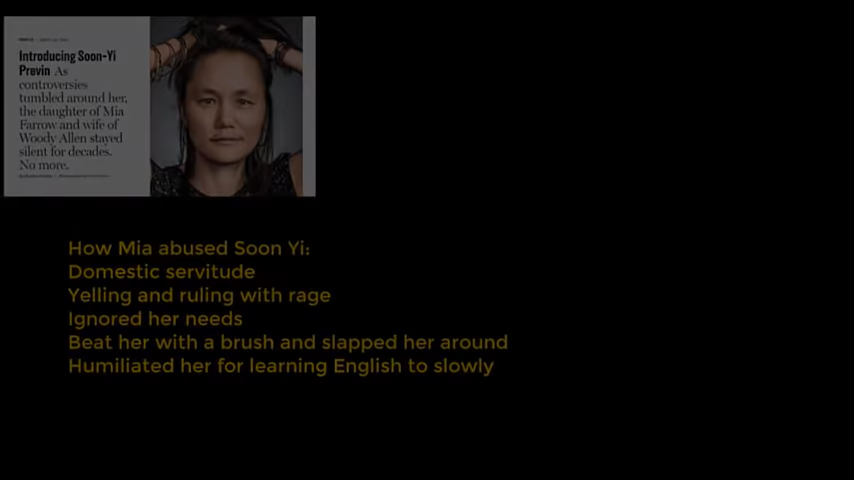 Introducing Soon-Yi
Previn As
controversies
tumbled around her,
the daughter of Mia
Farrow and wife of
Woody Allen stayed
silent for decades.
No more.
How Mia abused Soon Yi:
Domestic servitude
Yelling and ruling with rage
Ignored her needs
Beat her with a brush and slapped her around
Humiliated her for learning English to slowly